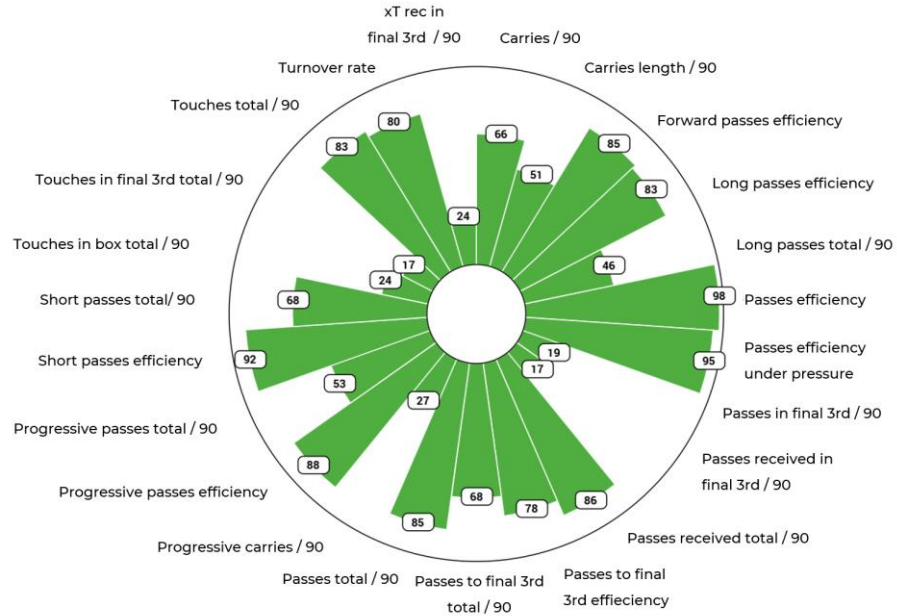 xT rec in
final 3rd / 90
Carries / 90
Carries length / 90
Forward passes efficiency
Long passes efficiency
Long passes total / 90
Passes efficiency
Passes efficiency
under pressure
Passes in final 3rd / 90
Passes received in
final 3rd / 90
Passes received total / 90
Passes to final
3rd effieciency
Passes to final 3rd
total / 90
Passes total / 90
Progressive carries / 90
Progressive passes efficiency
Progressive passes total / 90
Short passes efficiency
Short passes total/ 90
Touches in box total / 90
Touches in final 3rd total / 90
Touches total / 90
Turnover rate
66
51
85
83
46
98
95
19
17
86
78
68
85
27
88
53
92
68
24
17
83
80
24